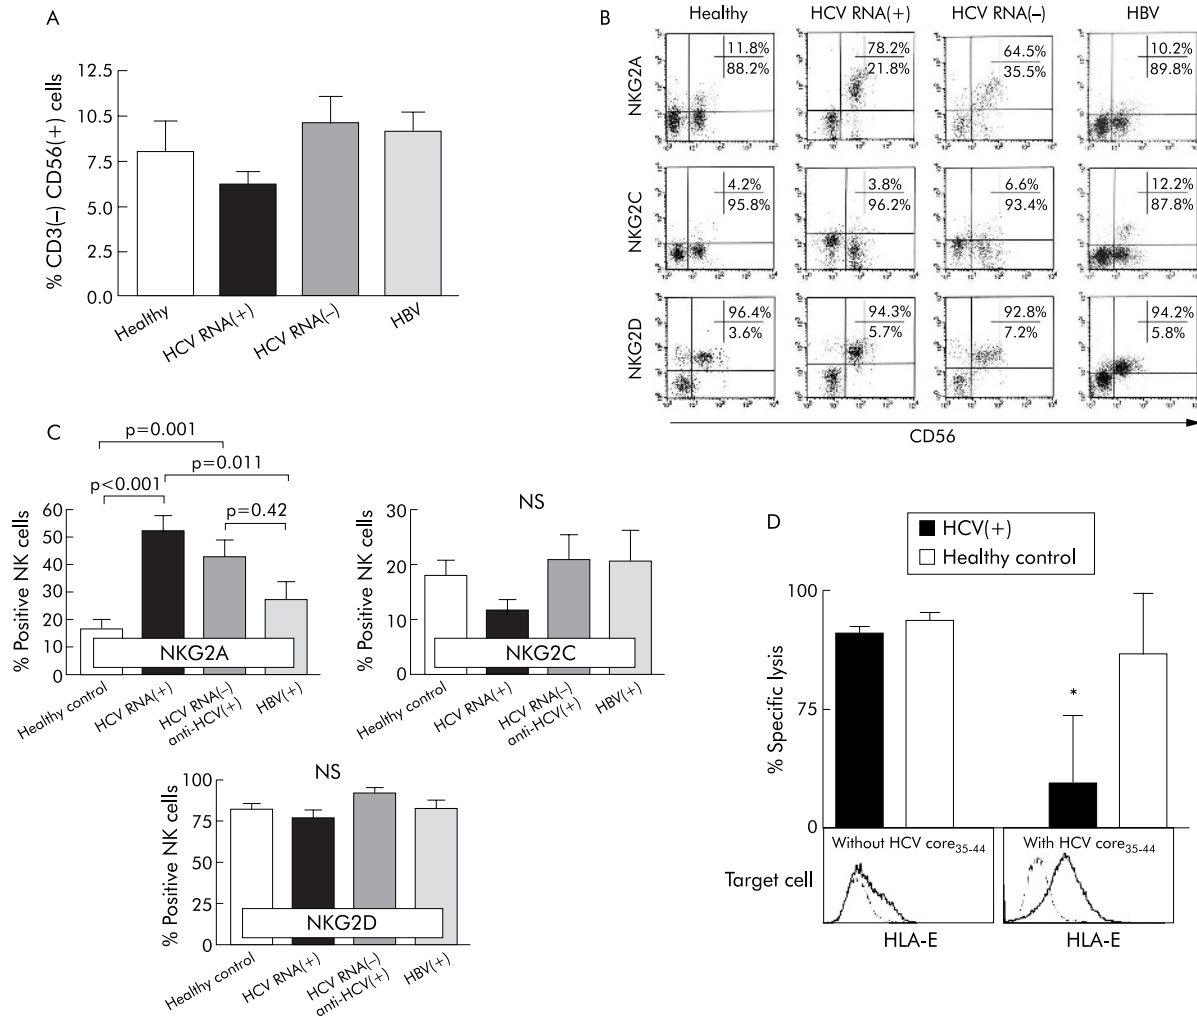 A
% CD3(–) CD56(+) cells
12.5
10.5
7.5
5.0
2.5
0.0
Healthy
HCV RNA(+)
HCV RNA(–)
HBV
B
Healthy
HCV RNA(+)
HCV RNA(–)
HBV
NKG2A
11.8%
88.2%
78.2%
21.8%
64.5%
35.5%
10.2%
89.8%
NKG2C
4.2%
95.8%
3.8%
96.2%
6.6%
93.4%
12.2%
87.8%
NKG2D
96.4%
3.6%
94.3%
5.7%
92.8%
7.2%
94.2%
5.8%
CD56
C
p=0.001
p=0.011
p<0.001
p=0.42
% Positive NK cells
60
50
40
30
20
10
0
NKG2A
Healthy control
HCV RNA(+)
HCV RNA(–)
anti-HCV(+)
HBV(+)
NS
% Positive NK cells
30
20
10
0
NKG2C
Healthy control
HCV RNA(+)
HCV RNA(–)
anti-HCV(+)
HBV(+)
NS
% Positive NK cells
100
75
50
25
0
NKG2D
Healthy control
HCV RNA(+)
HCV RNA(–)
anti-HCV(+)
HBV(+)
D
HCV(+)
Healthy control
% Specific lysis
100
75
0
*
Without HCV core35-44
With HCV core35-44
Target cell
HLA-E
HLA-E